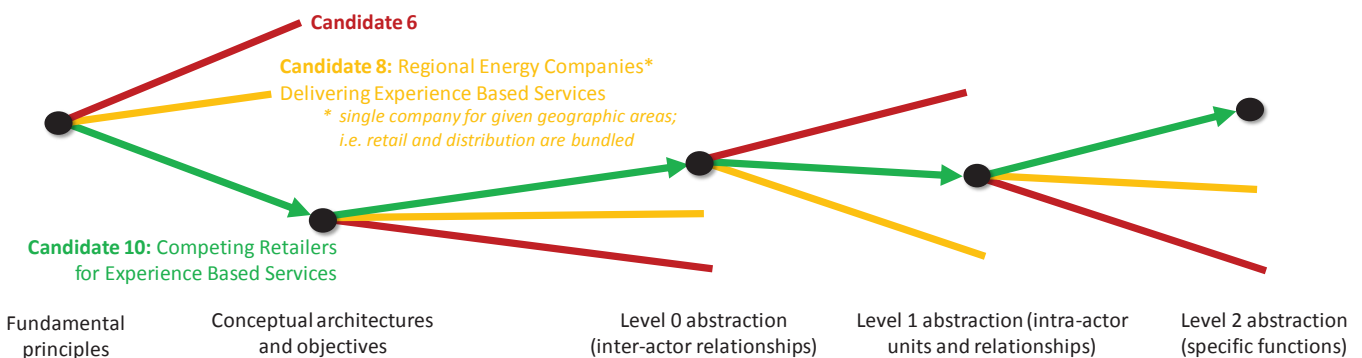 Candidate 6
Candidate 8: Regional Energy Companies*
Delivering Experience Based Services
* single company for given geographic areas;
i.e. retail and distribution are bundled
Candidate 10: Competing Retailers
for Experience Based Services
Fundamental
principles
Conceptual architectures
and objectives
Level 0 abstraction
(inter-actor relationships)
Level 1 abstraction (intra-actor
units and relationships)
Level 2 abstraction
(specific functions)